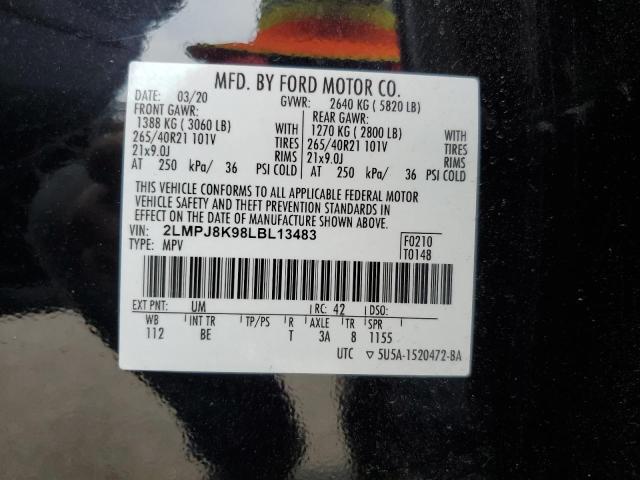 MFD. BY FORD MOTOR CO.
DATE: 03/20 GVWR: 2640 KG ( 5820 LB)
FRONT GAWR: REAR GAWR:
1388 KG ( 3060 LB) WITH 1270 KG ( 2800 LB) WITH
265/40R21 101V TIRES 265/40R21 101V TIRES
21x9.0J RIMS 21x9.0J RIMS
AT 250 kPa/ 36 PSI COLD AT 250 kPa/ 36 PSI COLD
THIS VEHICLE CONFORMS TO ALL APPLICABLE FEDERAL MOTOR
VEHICLE SAFETY AND THEFT PREVENTION STANDARDS IN
EFFECT ON THE DATE OF MANUFACTURE SHOWN ABOVE.
VIN: 2LMPJ8K98LBL13483 F0210
TYPE: MPV T0148
EXT PNT: UM RC: 42 DSO:
WB INT TR TP/PS R AXLE TR SPR
112 BE T 3A 8 1155
UTC ▽ 5U5A-1520472-BA